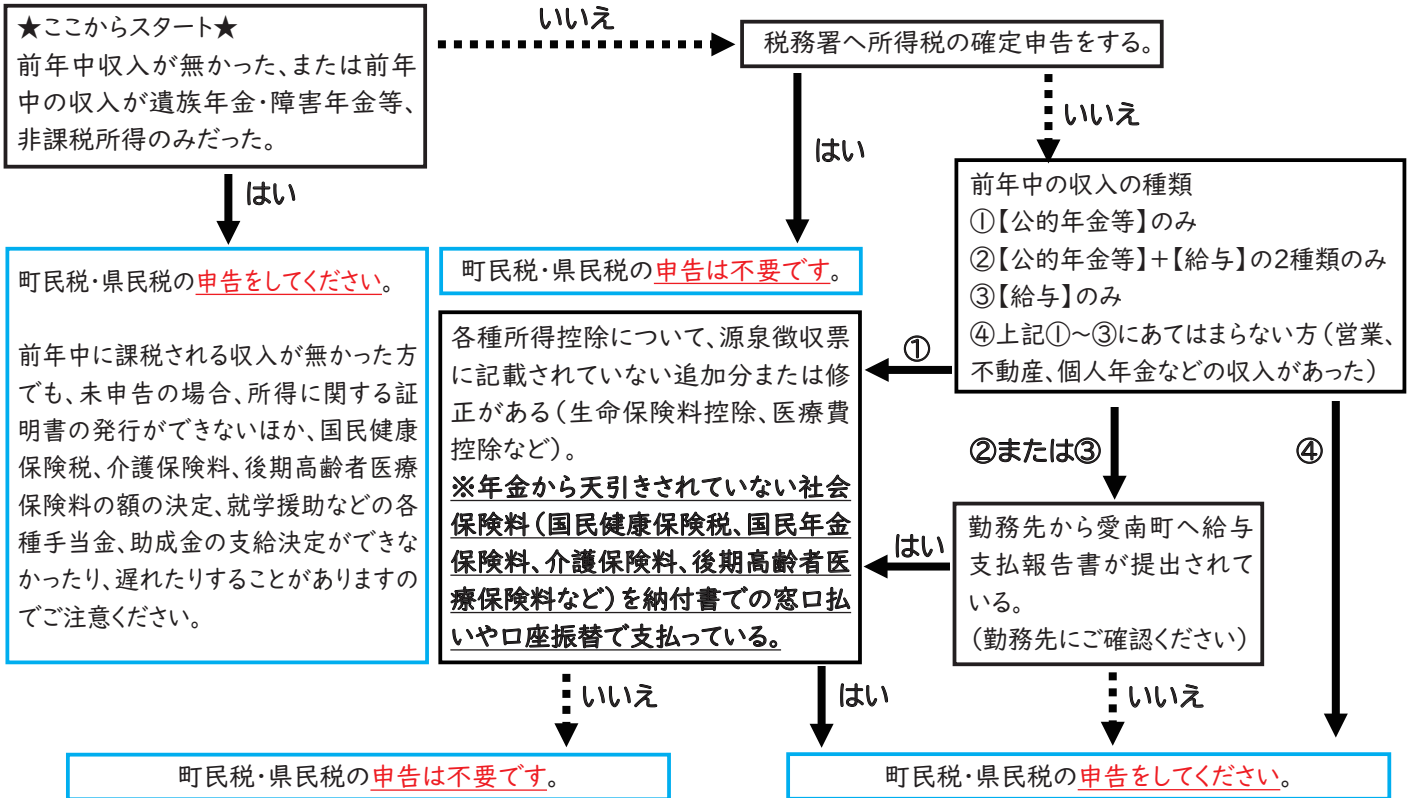 ★ここからスタート★
前年中収入が無かった、または前年
中の収入が遺族年金・障害年金等、
非課税所得のみだった。
いいえ
税務署へ所得税の確定申告をする。
はい
はい
いいえ
町民税・県民税の申告をしてください。
前年中に課税される収入が無かった方
でも、未申告の場合、所得に関する証
明書の発行ができないほか、国民健康
保険税、介護保険料、後期高齢者医療
保険料の額の決定、就学援助などの各
種手当金、助成金の支給決定ができな
かったり、遅れたりすることがありますの
でご注意ください。
町民税・県民税の申告は不要です。
前年中の収入の種類
①【公的年金等】のみ
②【公的年金等】＋【給与】の2種類のみ
③【給与】のみ
④上記①～③にあてはまらない方（営業、
不動産、個人年金などの収入があった）
①
②または③
④
各種所得控除について、源泉徴収票
に記載されていない追加分または修
正がある（生命保険料控除、医療費
控除など）。
※年金から天引きされていない社会
保険料（国民健康保険税、国民年金
保険料、介護保険料、後期高齢者医
療保険料など）を納付書での窓口払
いや口座振替で支払っている。
はい
勤務先から愛南町へ給与
支払報告書が提出されて
いる。
（勤務先にご確認ください）
いいえ
はい
いいえ
町民税・県民税の申告は不要です。
町民税・県民税の申告をしてください。